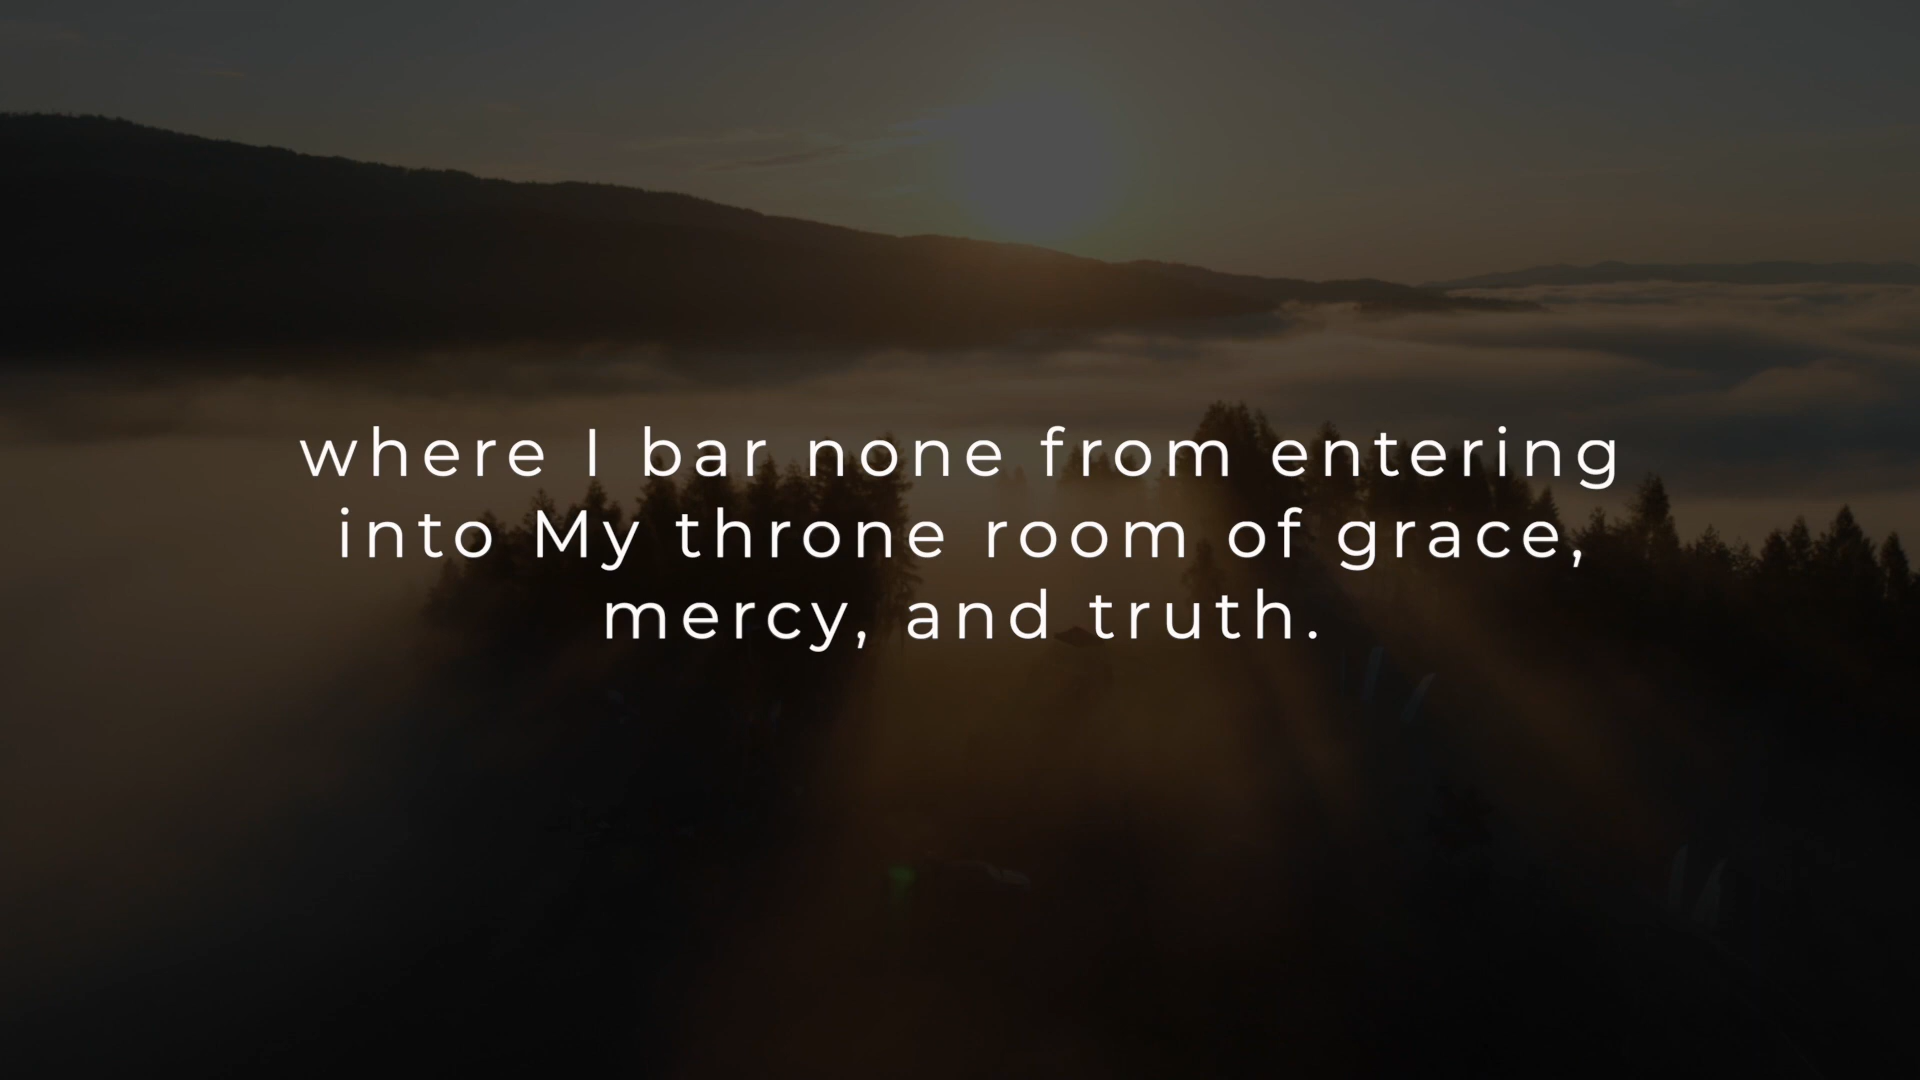 where I bar none from entering
into My throne room of grace,
mercy, and truth.